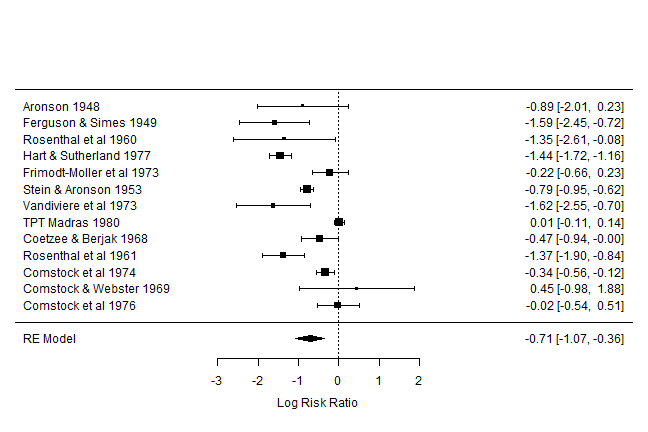 Aronson 1948 -0.89 [-2.01, 0.23]
Ferguson & Simes 1949 -1.59 [-2.45, -0.72]
Rosenthal et al 1960 -1.35 [-2.61, -0.08]
Hart & Sutherland 1977 -1.44 [-1.72, -1.16]
Frimodt-Moller et al 1973 -0.22 [-0.66, 0.23]
Stein & Aronson 1953 -0.79 [-0.95, -0.62]
Vandiviere et al 1973 -1.62 [-2.55, -0.70]
TPT Madras 1980 0.01 [-0.11, 0.14]
Coetzee & Berjak 1968 -0.47 [-0.94, -0.00]
Rosenthal et al 1961 -1.37 [-1.90, -0.84]
Comstock et al 1974 -0.34 [-0.56, -0.12]
Comstock & Webster 1969 0.45 [-0.98, 1.88]
Comstock et al 1976 -0.02 [-0.54, 0.51]
RE Model -0.71 [-1.07, -0.36]
-3 -2 -1 0 1 2
Log Risk Ratio